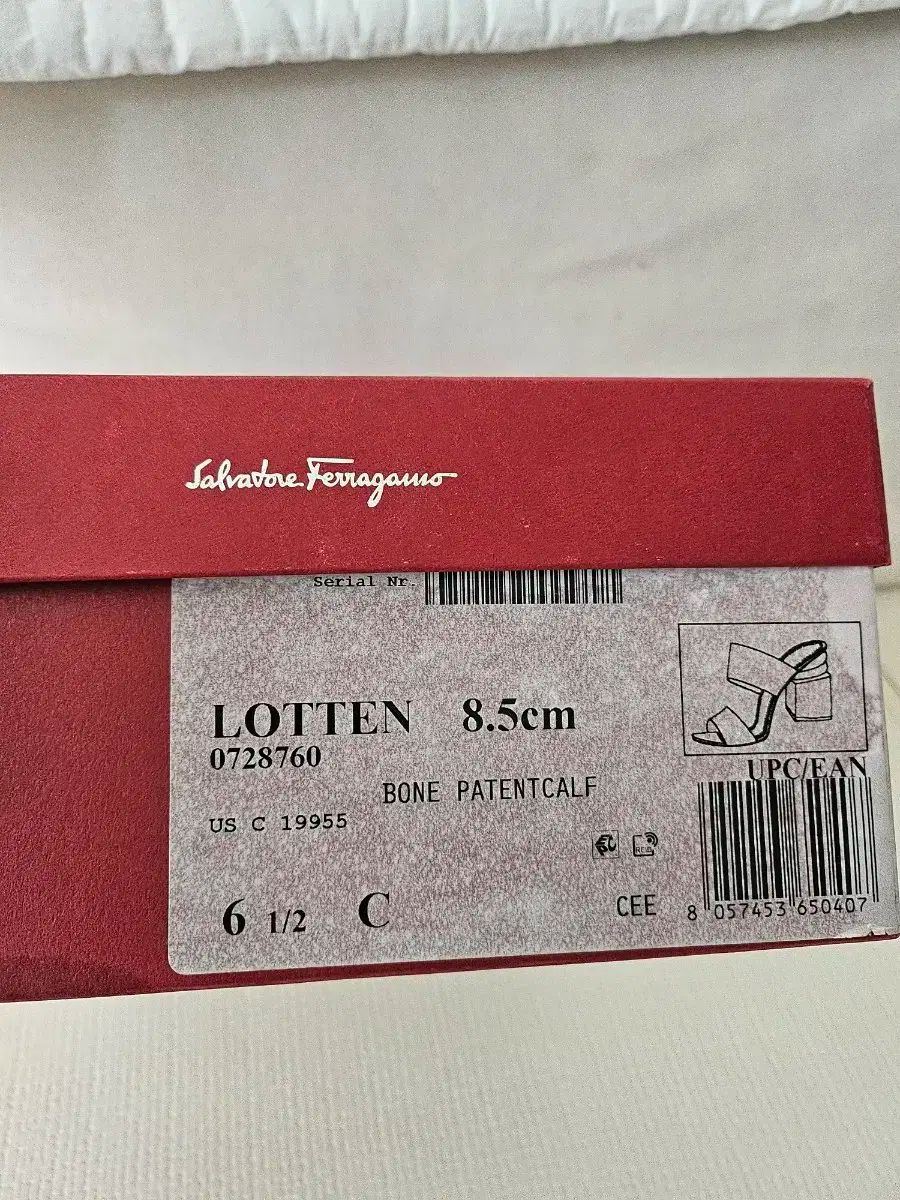 Salvatore Ferragamo
Serial Nr.
LOTTEN 8.5cm
0728760
UPC/EAN
BONE PATENTCALF
US C 19955
6 1/2 C
CEE
8 057453 650407